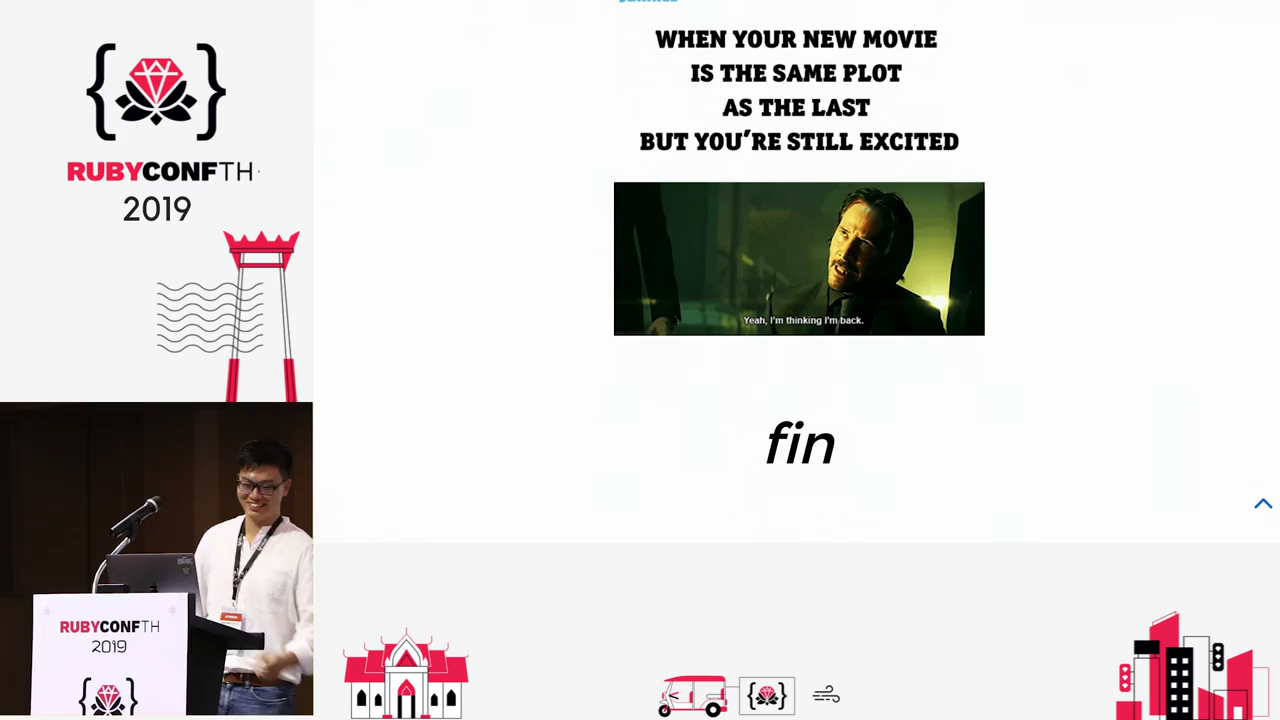 RUBYCONFTH
2019
WHEN YOUR NEW MOVIE
IS THE SAME PLOT
AS THE LAST
BUT YOU'RE STILL EXCITED
Yeah, I'm thinking I'm back.
fin
RUBYCONFTH
2019